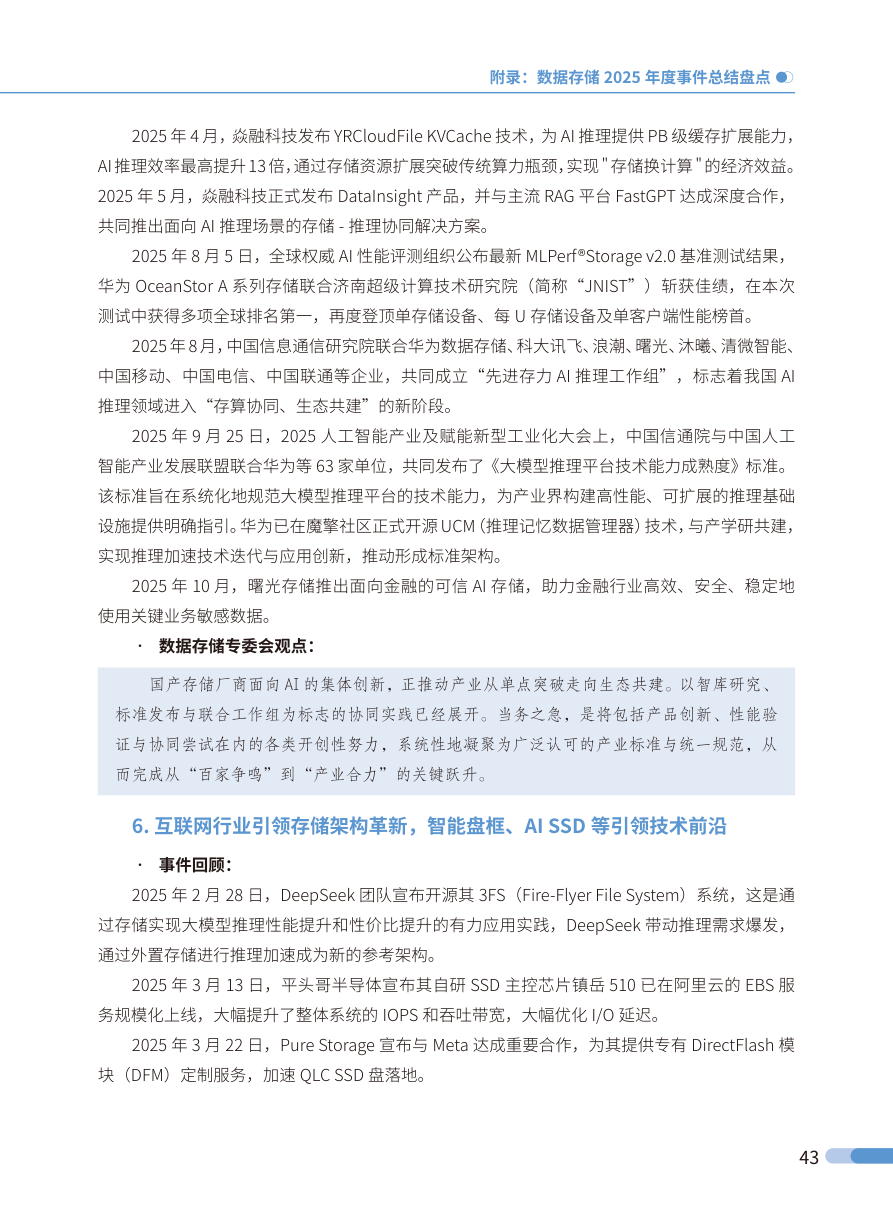 附录：数据存储 2025 年度事件总结盘点
2025 年 4 月，焱融科技发布 YRCloudFile KVCache 技术，为 AI 推理提供 PB 级缓存扩展能力，
AI 推理效率最高提升 13 倍，通过存储资源扩展突破传统算力瓶颈，实现 " 存储换计算 " 的经济效益。
2025 年 5 月，焱融科技正式发布 DataInsight 产品，并与主流 RAG 平台 FastGPT 达成深度合作，
共同推出面向 AI 推理场景的存储 - 推理协同解决方案。
2025 年 8 月 5 日，全球权威 AI 性能评测组织公布最新 MLPerf®Storage v2.0 基准测试结果，
华为 OceanStor A 系列存储联合济南超级计算技术研究院（简称“JNIST”）斩获佳绩，在本次
测试中获得多项全球排名第一，再度登顶单存储设备、每 U 存储设备及单客户端性能榜首。
2025 年 8 月，中国信息通信研究院联合华为数据存储、科大讯飞、浪潮、曙光、沐曦、清微智能、
中国移动、中国电信、中国联通等企业，共同成立“先进存力 AI 推理工作组”，标志着我国 AI
推理领域进入“存算协同、生态共建”的新阶段。
2025 年 9 月 25 日，2025 人工智能产业及赋能新型工业化大会上，中国信通院与中国人工
智能产业发展联盟联合华为等 63 家单位，共同发布了《大模型推理平台技术能力成熟度》标准。
该标准旨在系统化地规范大模型推理平台的技术能力，为产业界构建高性能、可扩展的推理基础
设施提供明确指引。华为已在魔擎社区正式开源 UCM（推理记忆数据管理器）技术，与产学研共建，
实现推理加速技术迭代与应用创新，推动形成标准架构。
2025 年 10 月，曙光存储推出面向金融的可信 AI 存储，助力金融行业高效、安全、稳定地
使用关键业务敏感数据。
· 数据存储专委会观点：
国产存储厂商面向 AI 的集体创新，正推动产业从单点突破走向生态共建。以智库研究、
标准发布与联合工作组为标志的协同实践已经展开。当务之急，是将包括产品创新、性能验
证与协同尝试在内的各类开创性努力，系统性地凝聚为广泛认可的产业标准与统一规范，从
而完成从“百家争鸣”到“产业合力”的关键跃升。
6. 互联网行业引领存储架构革新，智能盘框、AI SSD 等引领技术前沿
· 事件回顾：
2025 年 2 月 28 日，DeepSeek 团队宣布开源其 3FS（Fire-Flyer File System）系统，这是通
过存储实现大模型推理性能提升和性价比提升的有力应用实践，DeepSeek 带动推理需求爆发，
通过外置存储进行推理加速成为新的参考架构。
2025 年 3 月 13 日，平头哥半导体宣布其自研 SSD 主控芯片镇岳 510 已在阿里云的 EBS 服
务规模化上线，大幅提升了整体系统的 IOPS 和吞吐带宽，大幅优化 I/O 延迟。
2025 年 3 月 22 日，Pure Storage 宣布与 Meta 达成重要合作，为其提供专有 DirectFlash 模
块（DFM）定制服务，加速 QLC SSD 盘落地。
43